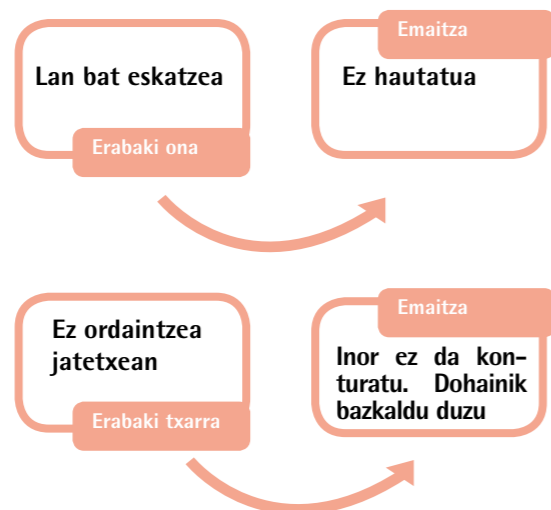 Lan bat eskatzea
Erabaki ona
Emaitza
Ez hautatua
Ez ordaintzea
jatetxean
Erabaki txarra
Emaitza
Inor ez da kon-
turatu. Dohainik
bazkaldu duzu